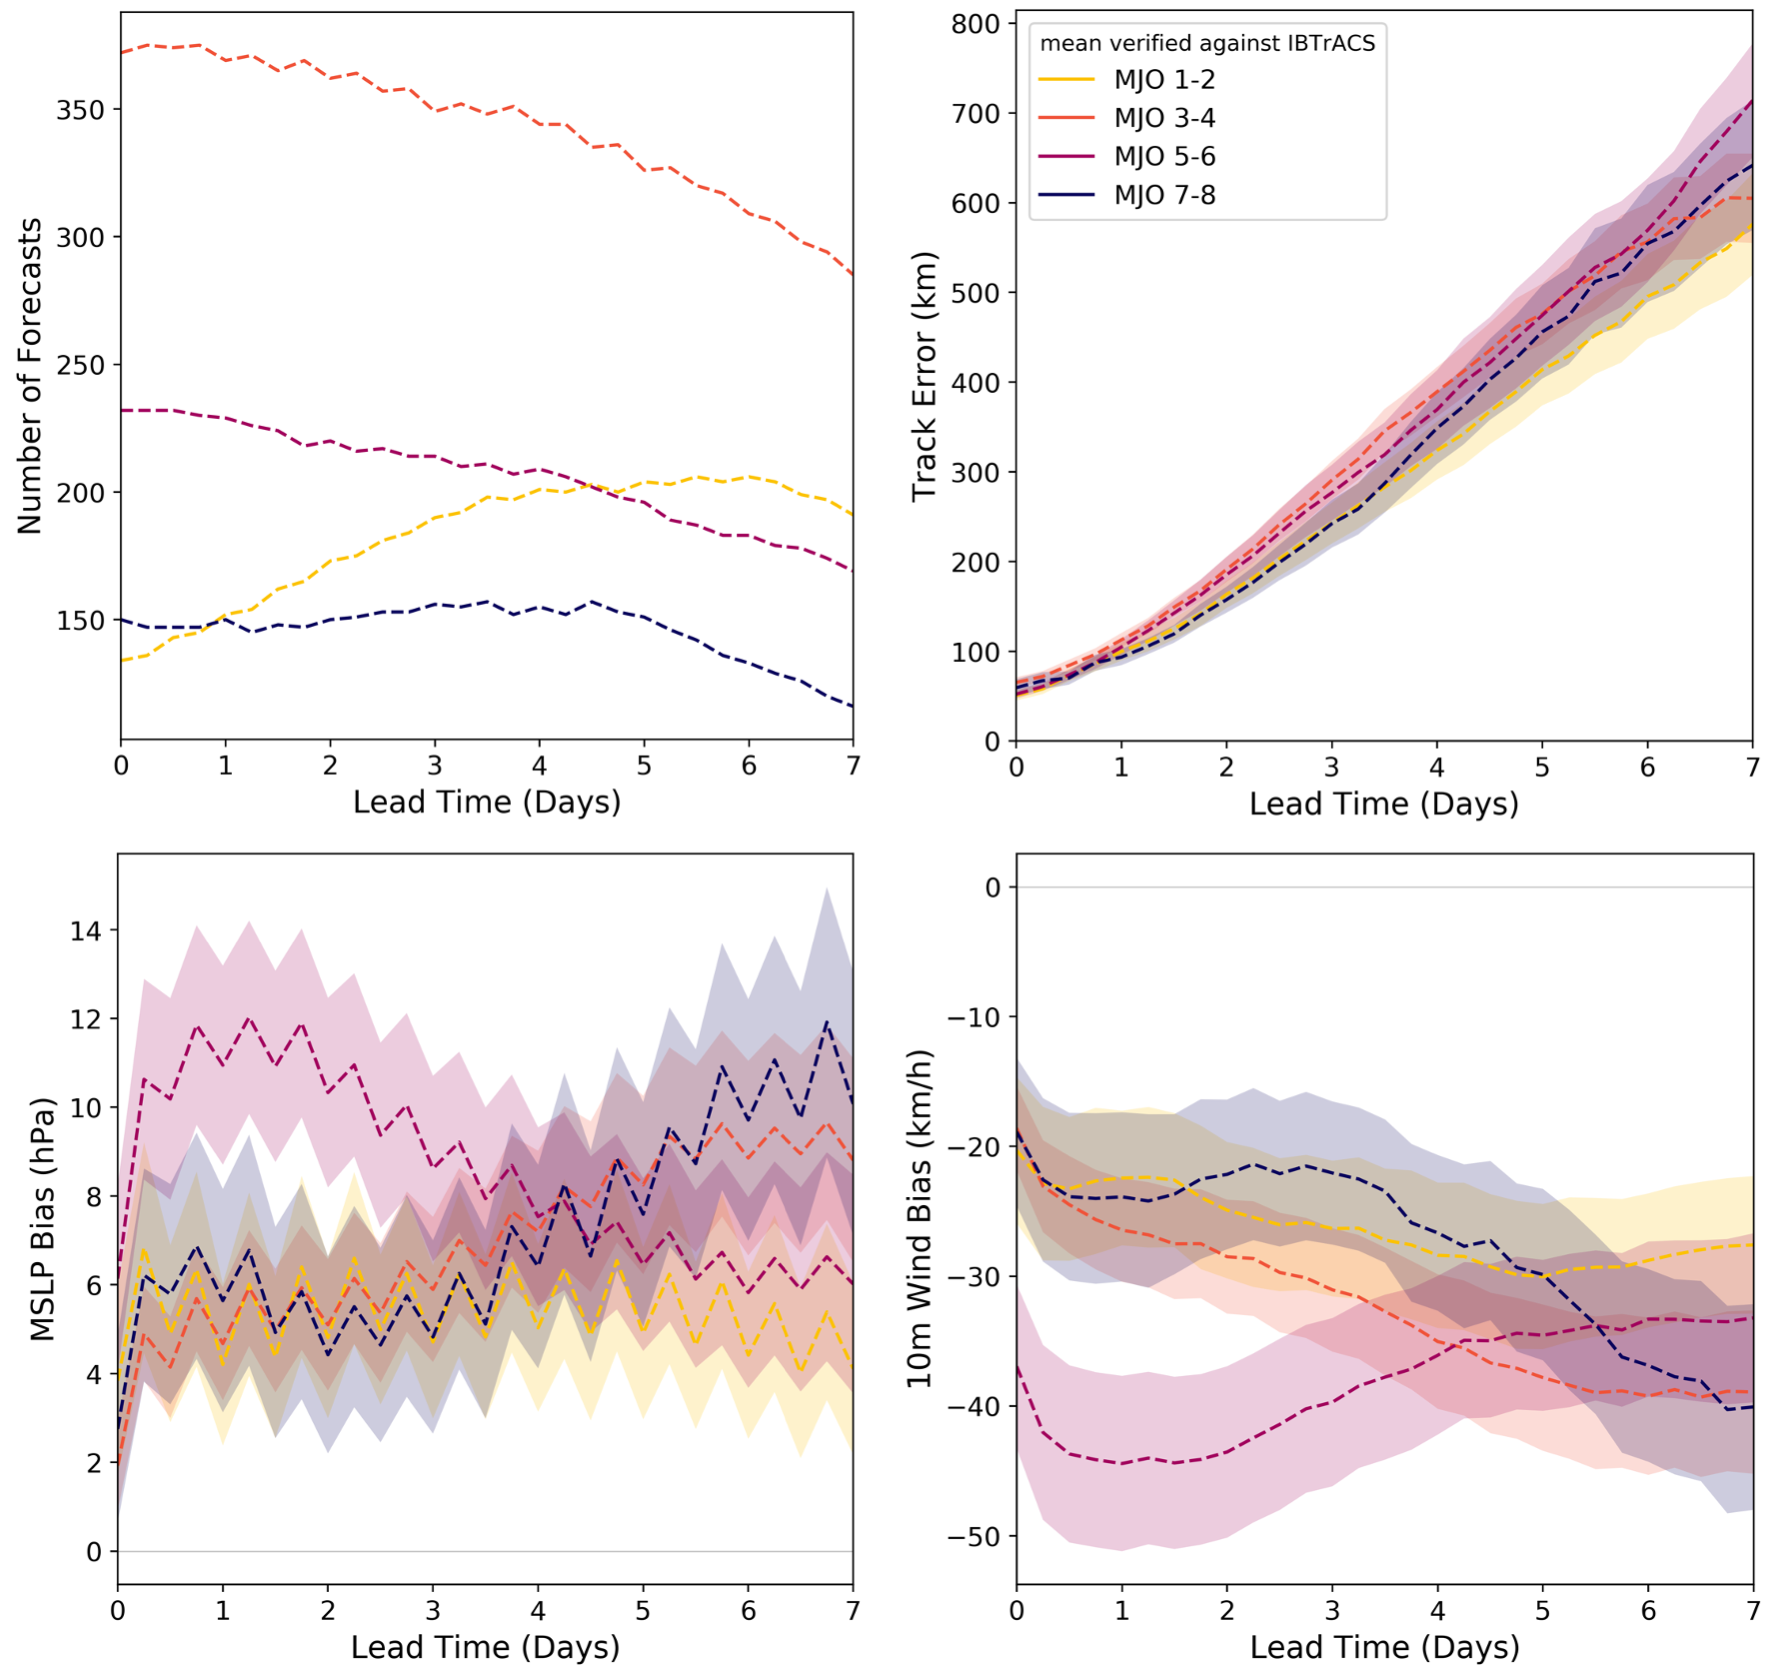 350
300
250
200
150
Number of Forecasts
0 1 2 3 4 5 6 7
Lead Time (Days)
800
700
600
500
400
300
200
100
0
Track Error (km)
mean verified against IBTrACS
MJO 1-2
MJO 3-4
MJO 5-6
MJO 7-8
0 1 2 3 4 5 6 7
Lead Time (Days)
14
12
10
8
6
4
2
0
MSLP Bias (hPa)
0 1 2 3 4 5 6 7
Lead Time (Days)
0
−10
−20
−30
−40
−50
10m Wind Bias (km/h)
0 1 2 3 4 5 6 7
Lead Time (Days)